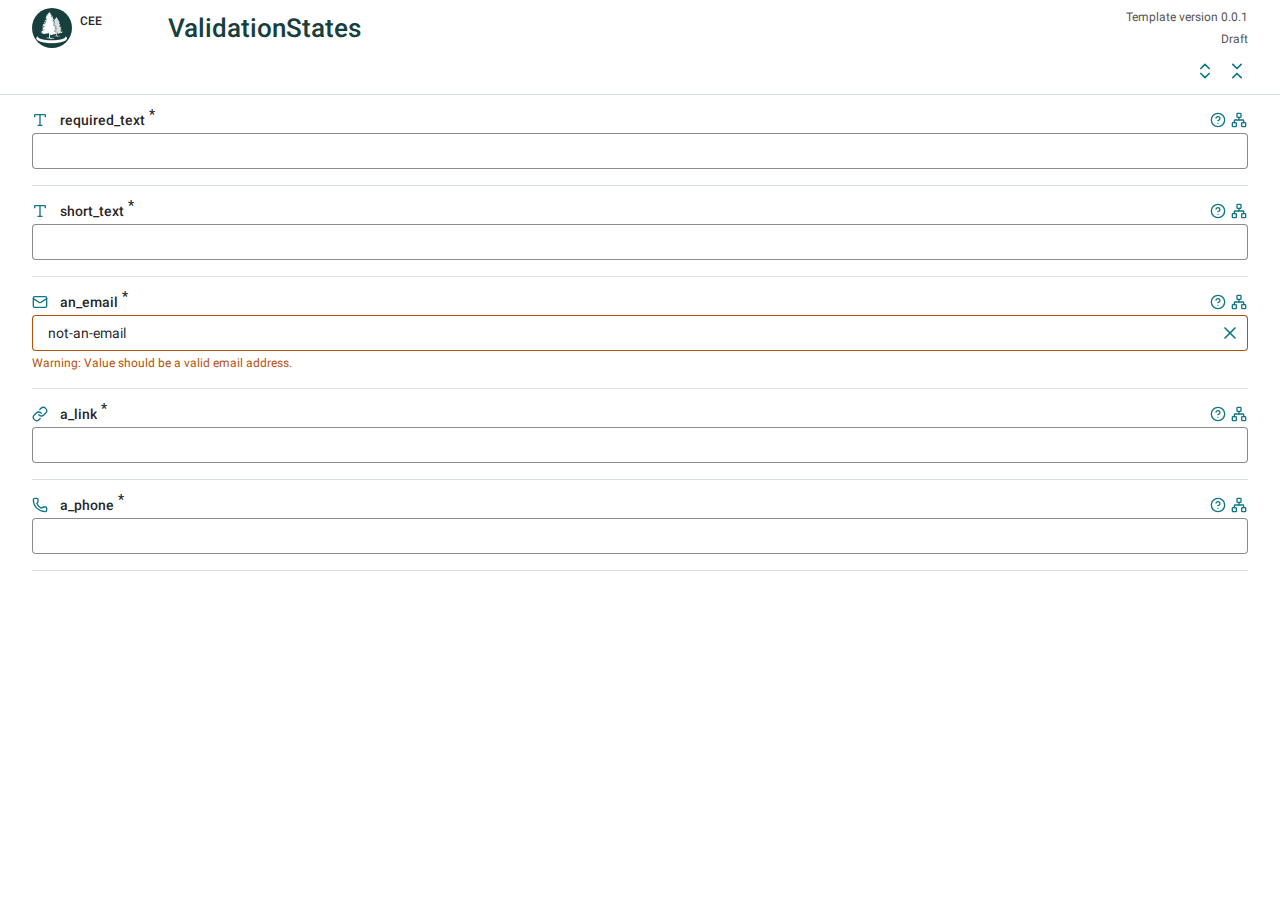 CEE
ValidationStates
Template version 0.0.1
Draft
required_text *
short_text *
an_email *
not-an-email
Warning: Value should be a valid email address.
a_link *
a_phone *